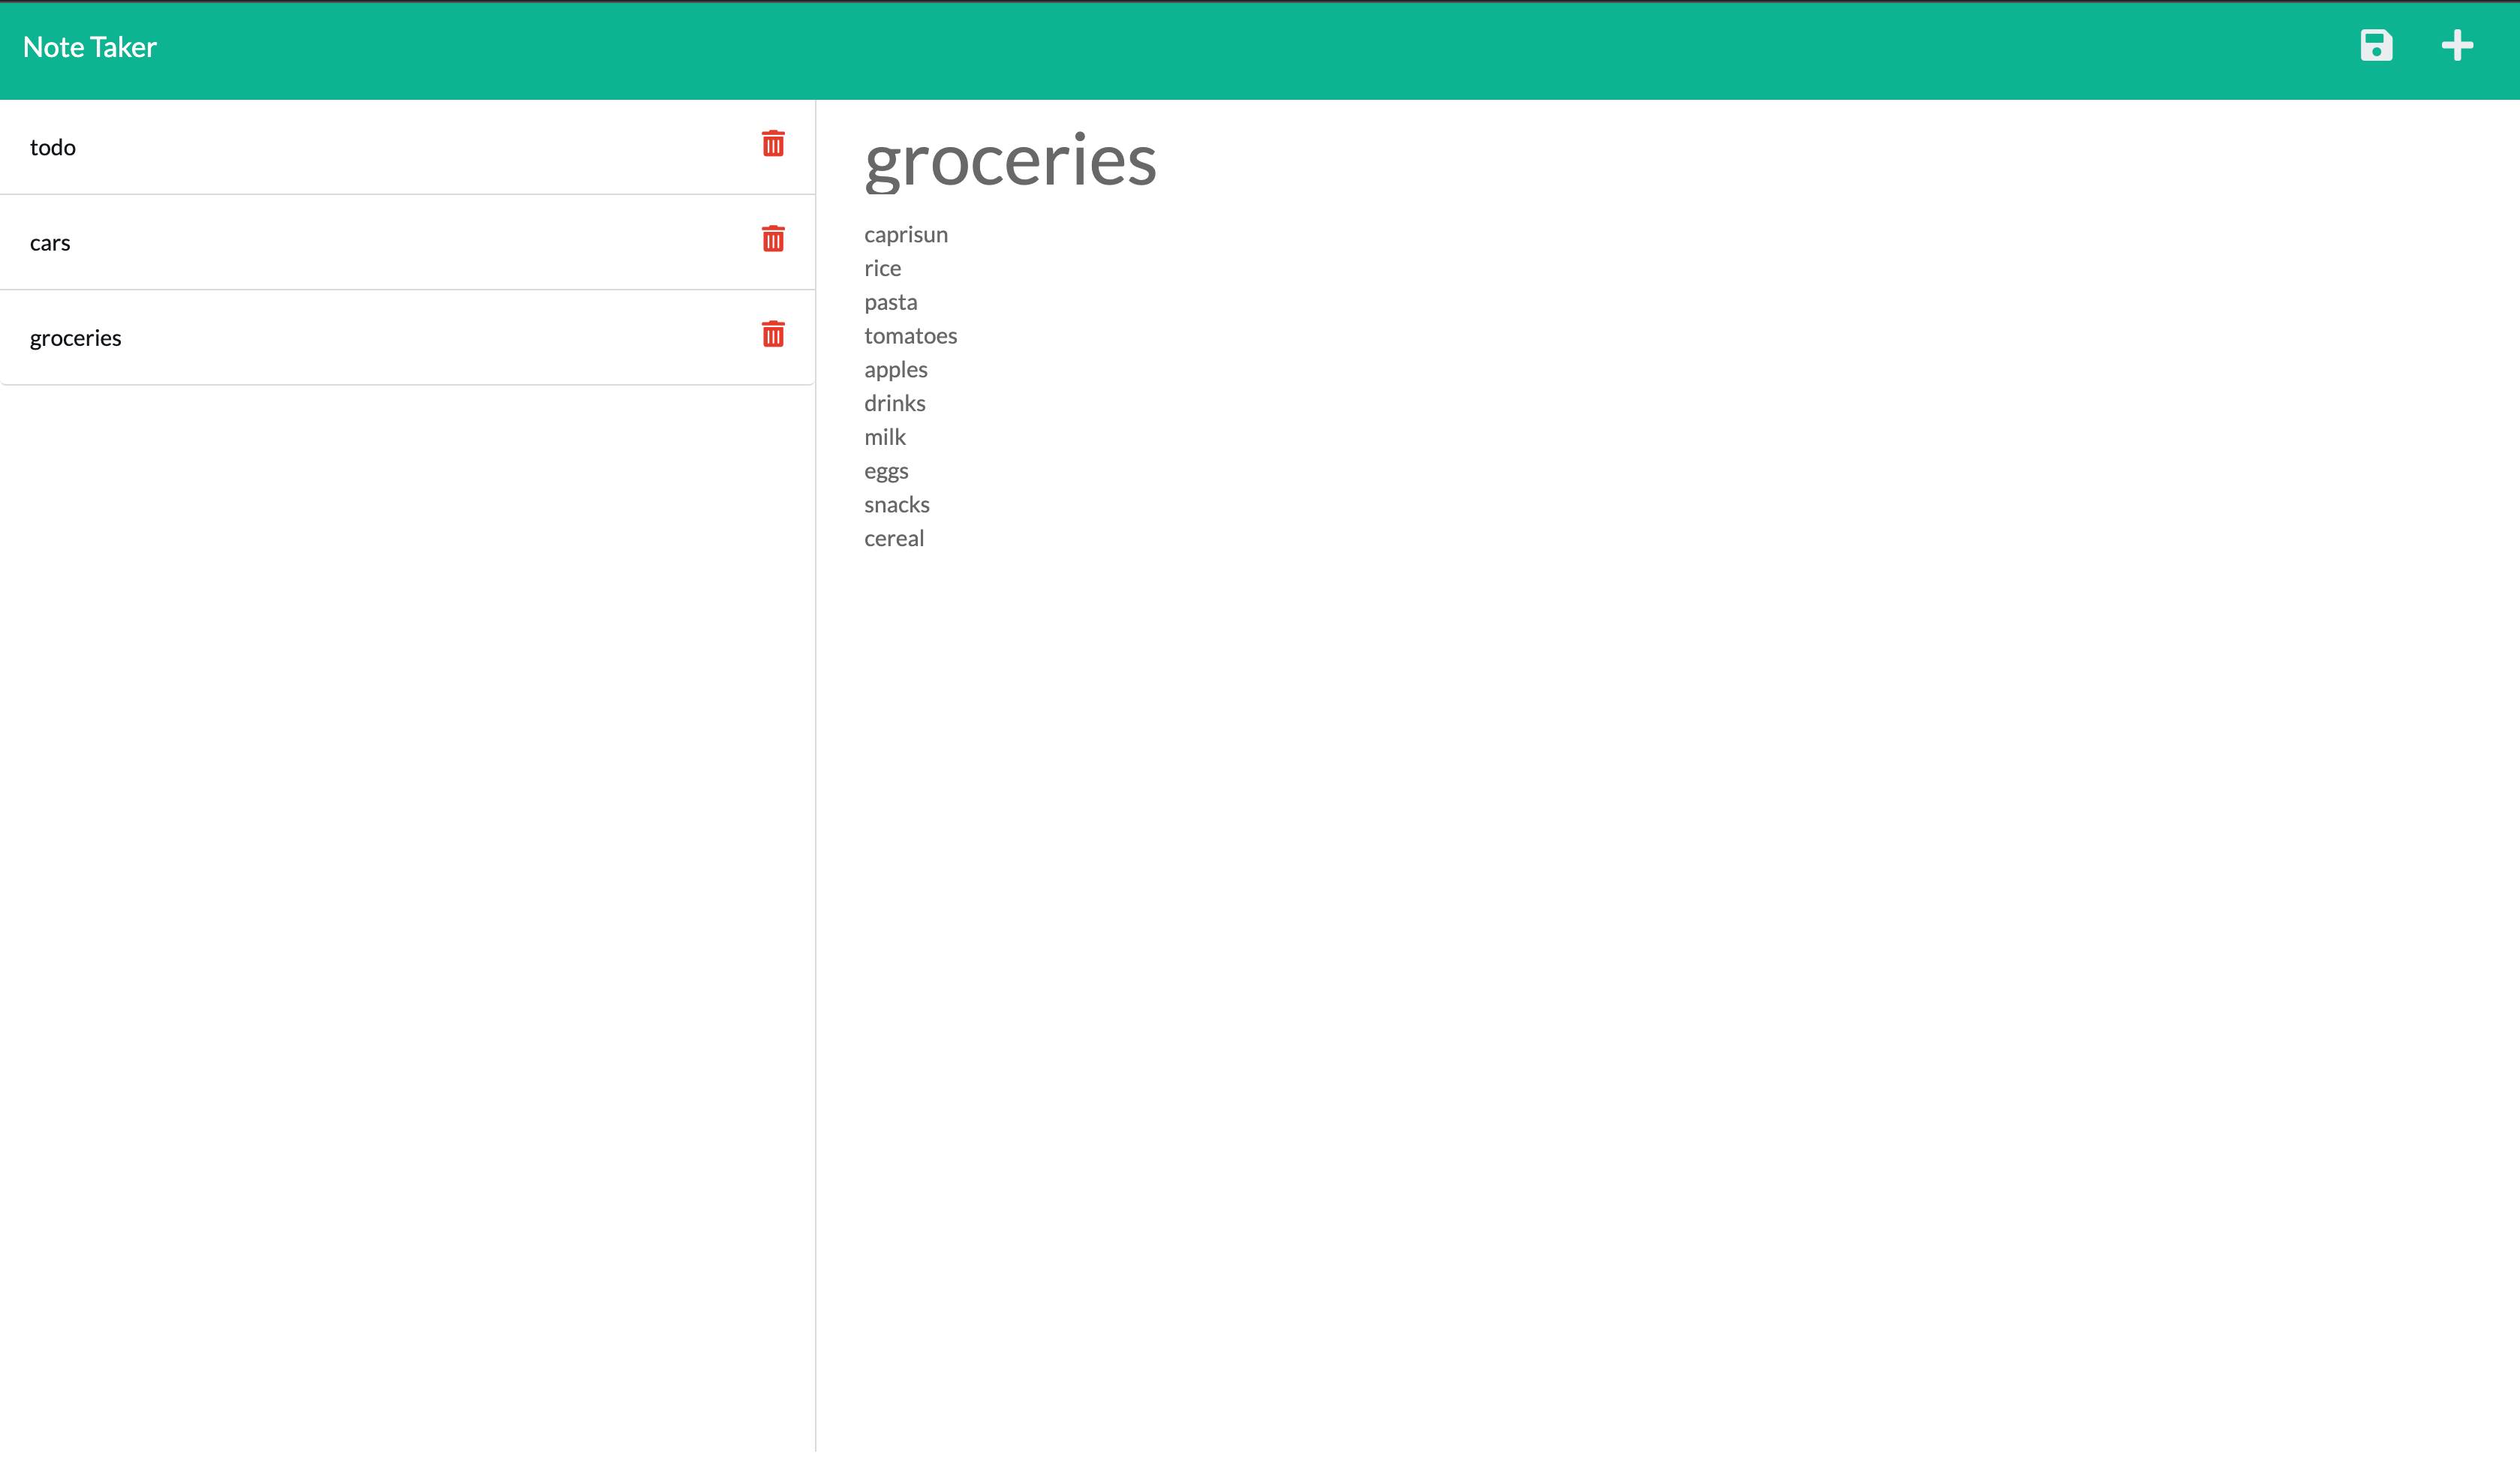 Note Taker
todo
cars
groceries
groceries
caprisun
rice
pasta
tomatoes
apples
drinks
milk
eggs
snacks
cereal